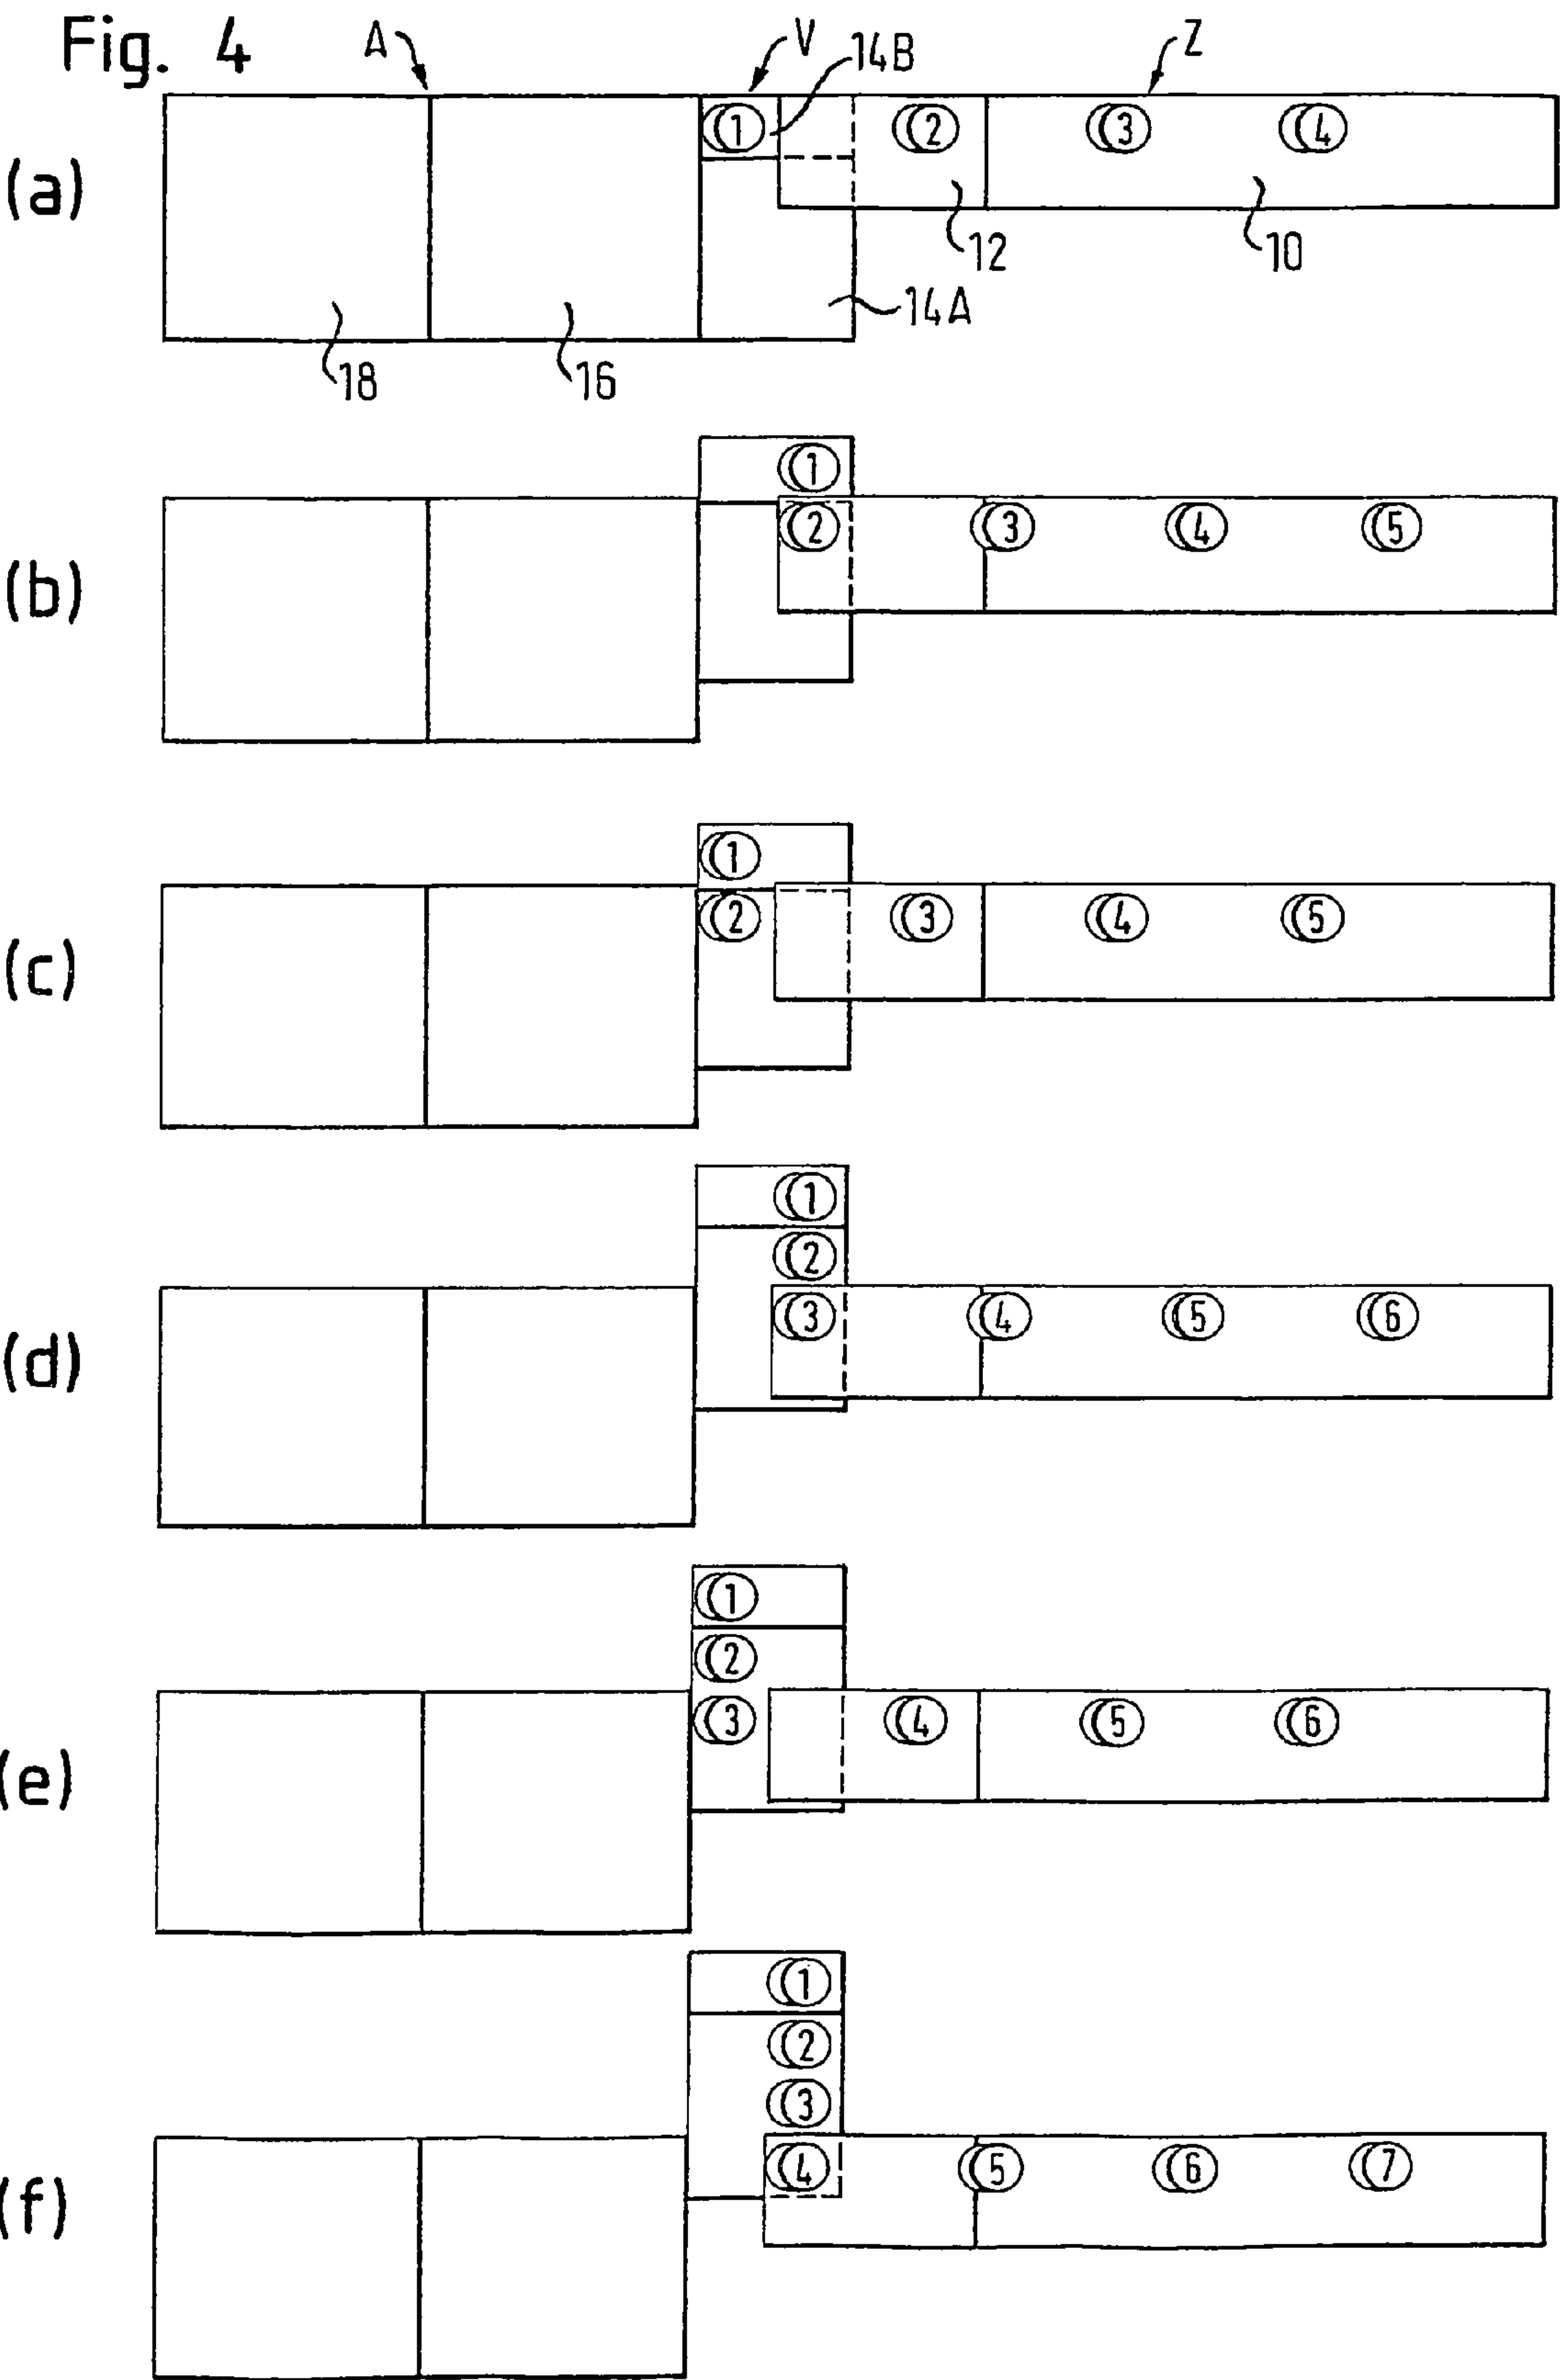 Fig. 4 A V 14B Z
(a) 1 2 3 4
12 10
14A
18 16
(b) 1
2 3 4 5
(c) 1
2 3 4 5
(d) 1
2
3 4 5 6
(e) 1
2
3 4 5 6
(f) 1
2
3
4 5 6 7